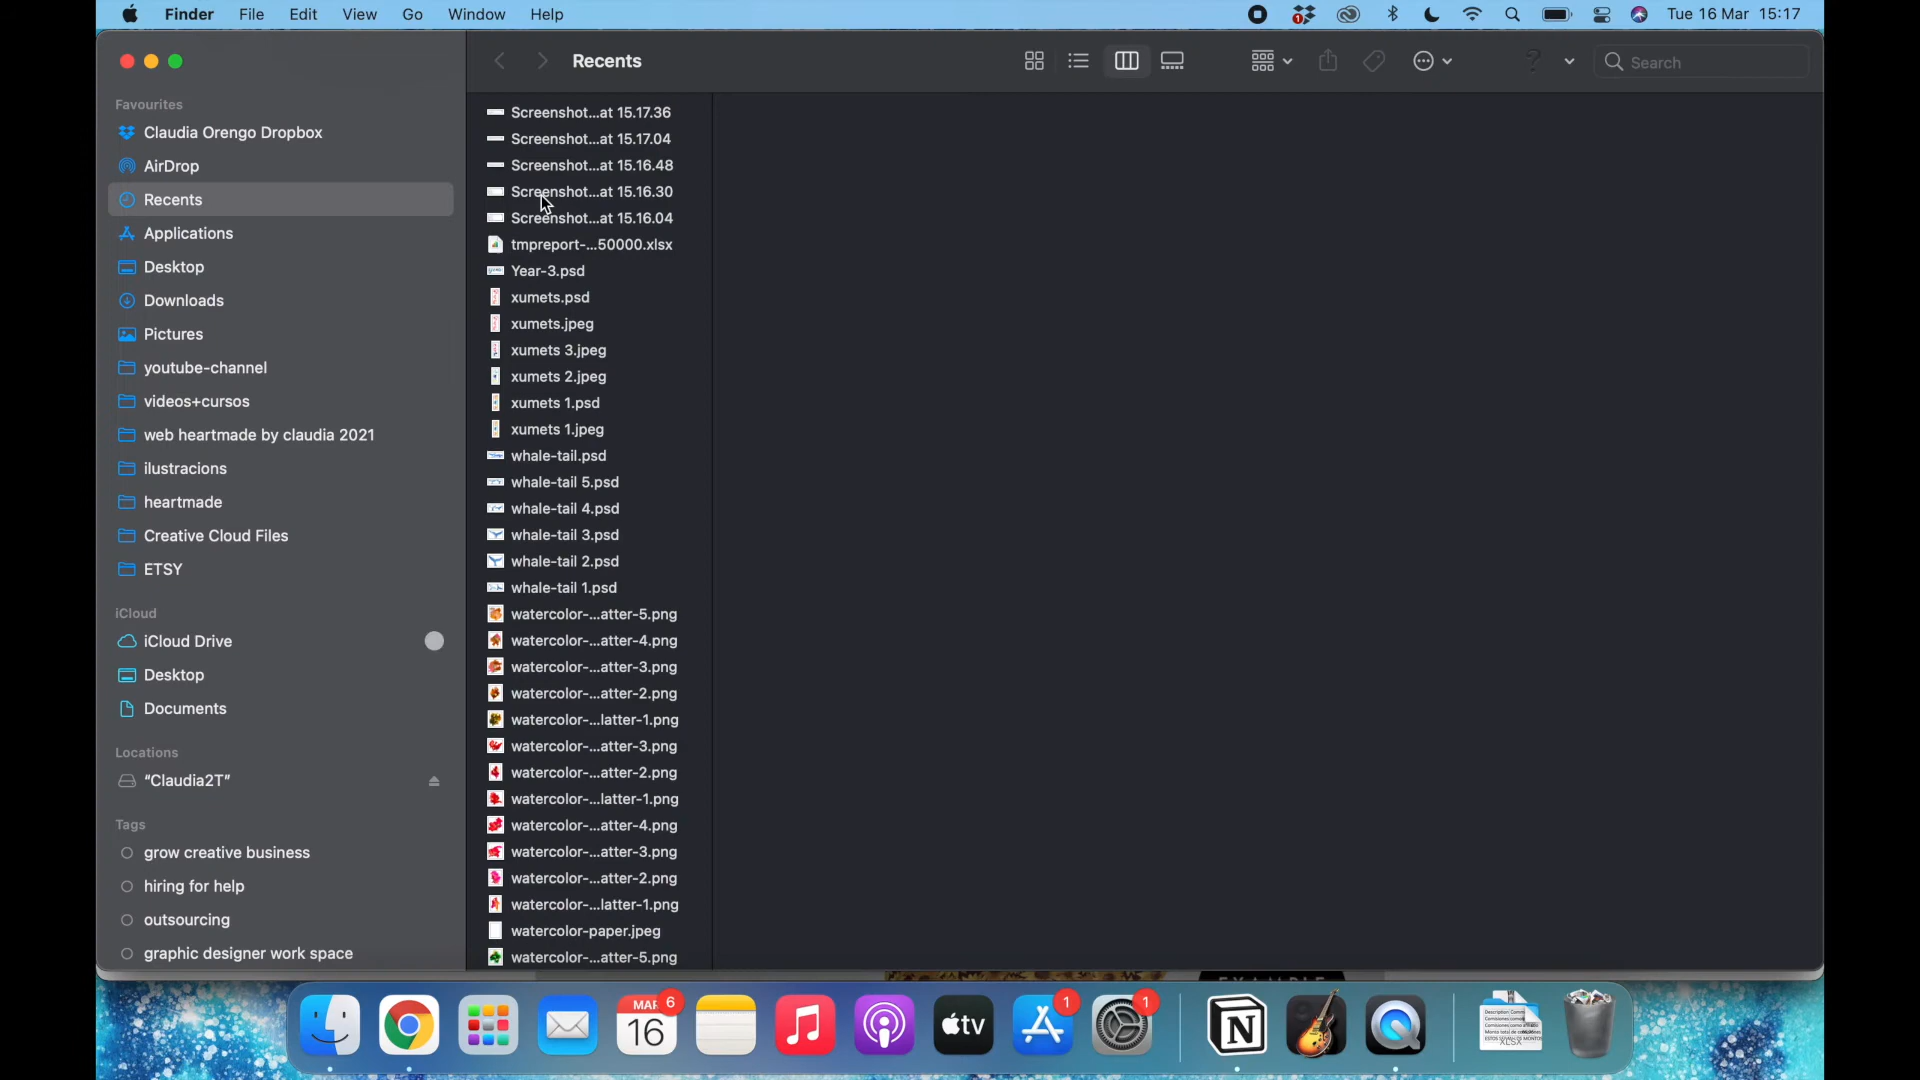 Finder File Edit View Go Window Help
1
Tue 16 Mar 15:17
Recents
Search
Favourites
Claudia Orengo Dropbox
AirDrop
Recents
Applications
Desktop
Downloads
Pictures
youtube-channel
videos+cursos
web heartmade by claudia 2021
ilustracions
heartmade
Creative Cloud Files
ETSY
iCloud
iCloud Drive
Desktop
Documents
Locations
“Claudia2T”
Tags
grow creative business
hiring for help
outsourcing
graphic designer work space
Screenshot...at 15.17.36
Screenshot...at 15.17.04
Screenshot...at 15.16.48
Screenshot...at 15.16.30
Screenshot...at 15.16.04
tmpreport-...50000.xlsx
Year-3.psd
xumets.psd
xumets.jpeg
xumets 3.jpeg
xumets 2.jpeg
xumets 1.psd
xumets 1.jpeg
whale-tail.psd
whale-tail 5.psd
whale-tail 4.psd
whale-tail 3.psd
whale-tail 2.psd
whale-tail 1.psd
watercolor-...atter-5.png
watercolor-...atter-4.png
watercolor-...atter-3.png
watercolor-...atter-2.png
watercolor-...latter-1.png
watercolor-...atter-3.png
watercolor-...atter-2.png
watercolor-...latter-1.png
watercolor-...atter-4.png
watercolor-...atter-3.png
watercolor-...atter-2.png
watercolor-...latter-1.png
watercolor-paper.jpeg
watercolor-...atter-5.png
MAR 6
16
tv
1
1
N
XLSX